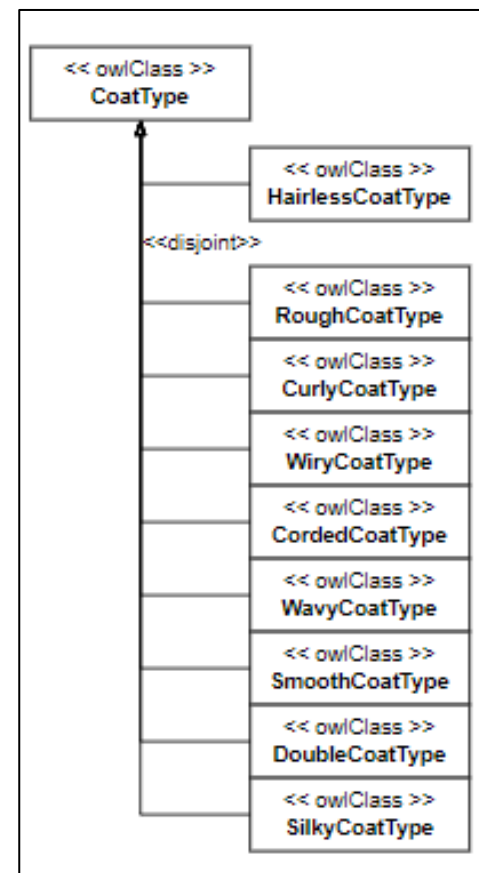 << owlClass >>
CoatType
<< owlClass >>
HairlessCoatType
<<disjoint>>
<< owlClass >>
RoughCoatType
<< owlClass >>
CurlyCoatType
<< owlClass >>
WiryCoatType
<< owlClass >>
CordedCoatType
<< owlClass >>
WavyCoatType
<< owlClass >>
SmoothCoatType
<< owlClass >>
DoubleCoatType
<< owlClass >>
SilkyCoatType